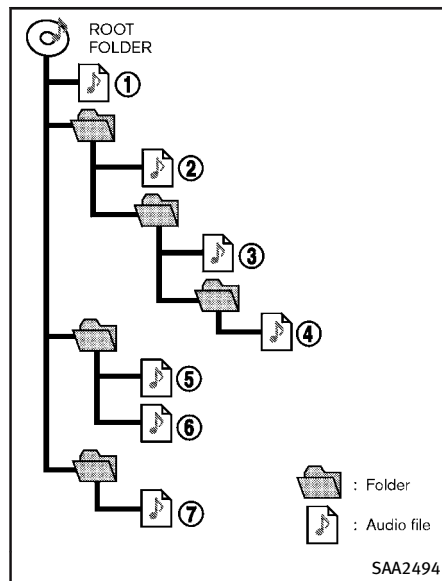 ROOT
FOLDER
①
②
③
④
⑤
⑥
⑦
: Folder
: Audio file
SAA2494